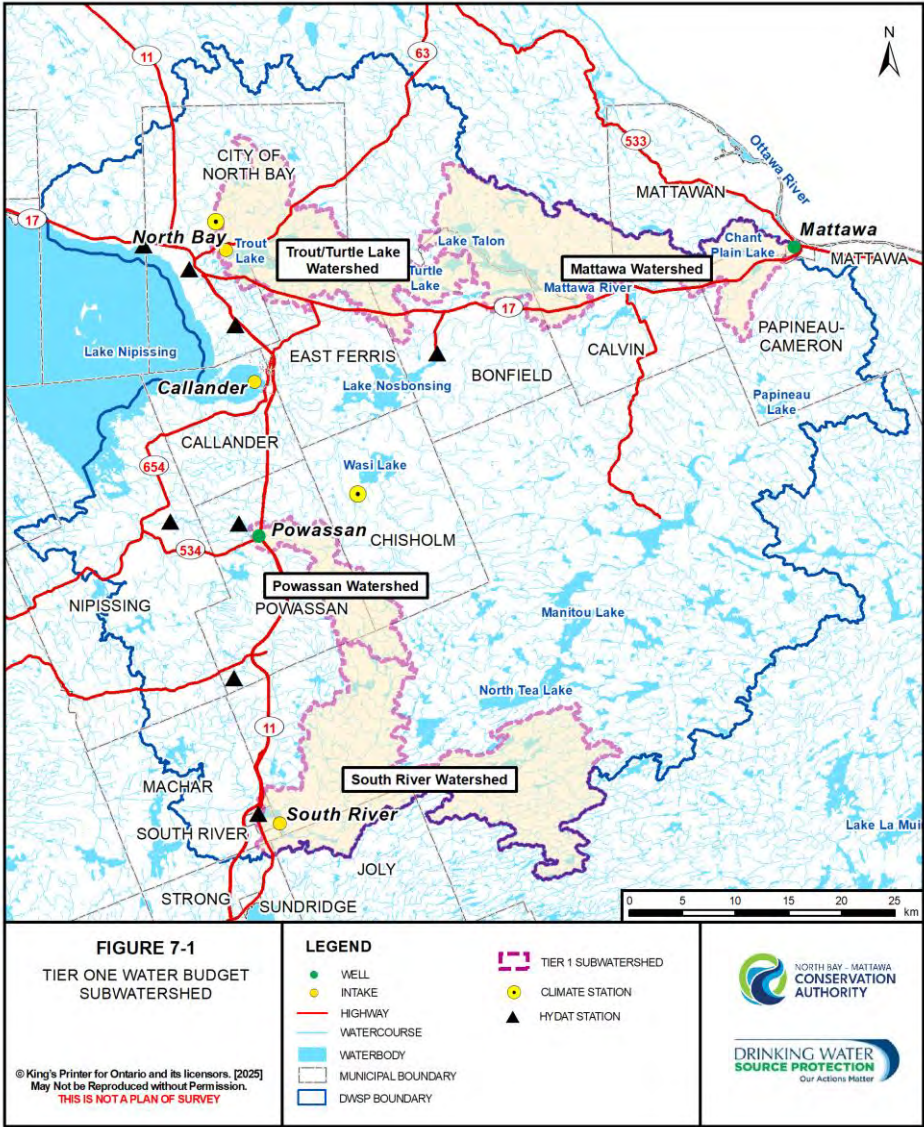 N
11
63
533
CITY OF
NORTH BAY
MATTAWAN
Ottawa River
17
North Bay
Trout
Lake
Trout/Turtle Lake
Watershed
Lake Talon
Turtle
Lake
Mattawa Watershed
Chant
Plain Lake
Mattawa
MATTAWA
Mattawa River
17
Lake Nipissing
EAST FERRIS
CALVIN
PAPINEAU-
CAMERON
Callander
Lake Nosbonsing
BONFIELD
Papineau
Lake
CALLANDER
654
Wasi Lake
Powassan
CHISHOLM
534
Powassan Watershed
NIPISSING
POWASSAN
Manitou Lake
North Tea Lake
11
MACHAR
South River Watershed
SOUTH RIVER
South River
Lake La Mui
JOLY
STRONG
SUNDRIDGE
0 5 10 15 20 25
km
FIGURE 7-1
TIER ONE WATER BUDGET
SUBWATERSHED
© King's Printer for Ontario and its licensors. [2025]
May Not be Reproduced without Permission.
THIS IS NOT A PLAN OF SURVEY
LEGEND
WELL
INTAKE
HIGHWAY
WATERCOURSE
WATERBODY
MUNICIPAL BOUNDARY
DWSP BOUNDARY
TIER 1 SUBWATERSHED
CLIMATE STATION
HYDAT STATION
NORTH BAY - MATTAWA
CONSERVATION
AUTHORITY
DRINKING WATER
SOURCE PROTECTION
Our Actions Matter